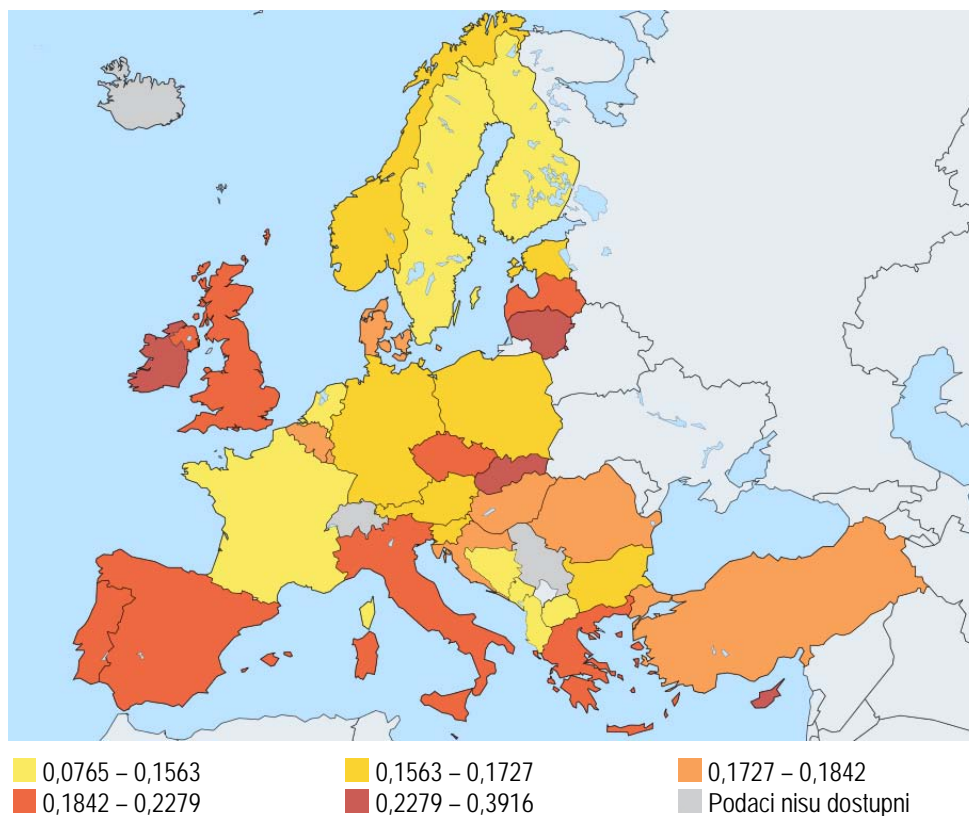 0,0765 – 0,1563
0,1563 – 0,1727
0,1727 – 0,1842
0,1842 – 0,2279
0,2279 – 0,3916
Podaci nisu dostupni